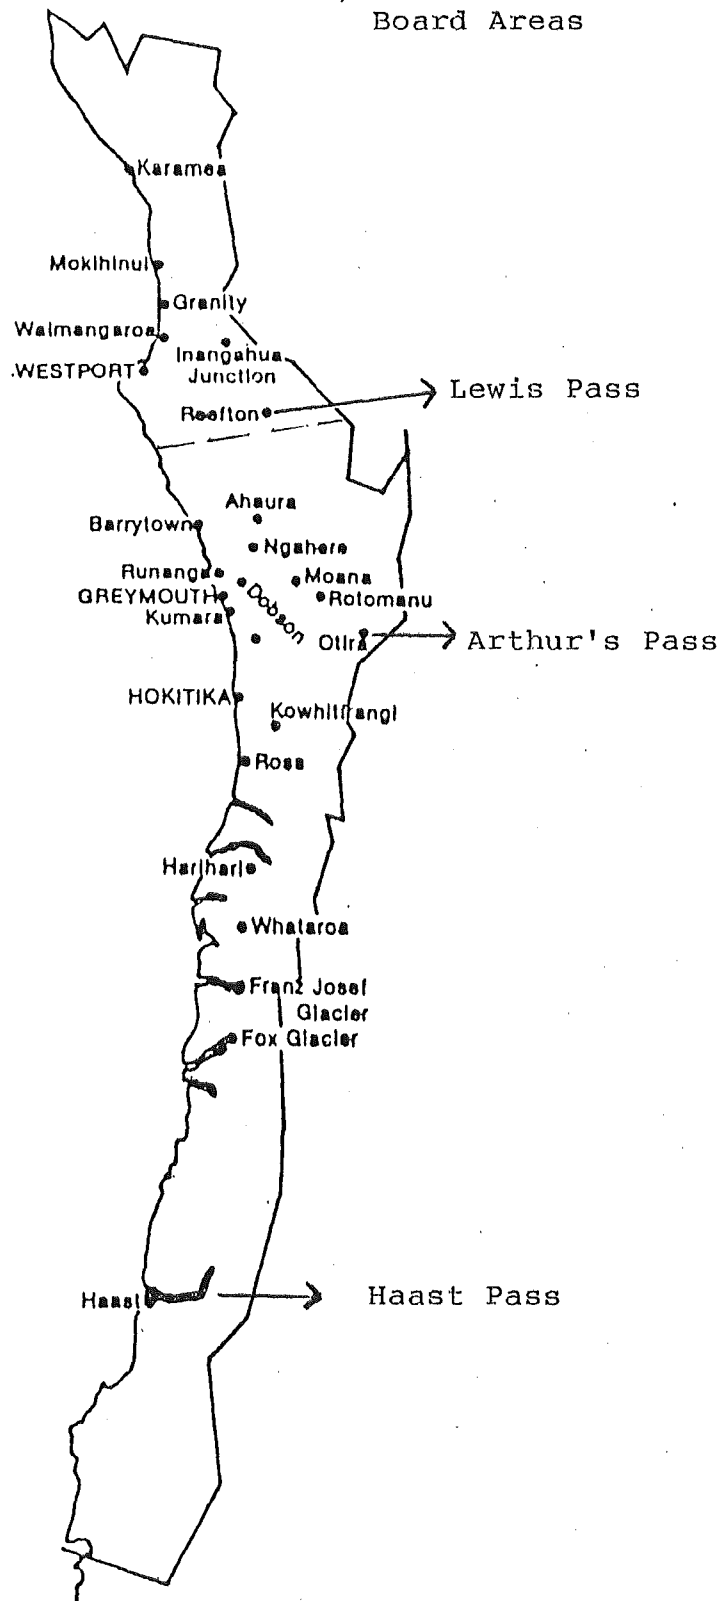 Board Areas
Karamea
Mokihinui
Granity
Waimangaroa
Inangahua
Junction
.WESTPORT
Lewis Pass
Reefton
Ahaura
Barrytown
Ngahere
Runanga
Moana
Dobson
GREYMOUTH
Rotomanu
Kumara
Otira
Arthur's Pass
HOKITIKA
Kowhitirangi
Ross
Harihari
Whataroa
Franz Josef
Glacier
Fox Glacier
Haast
Haast Pass